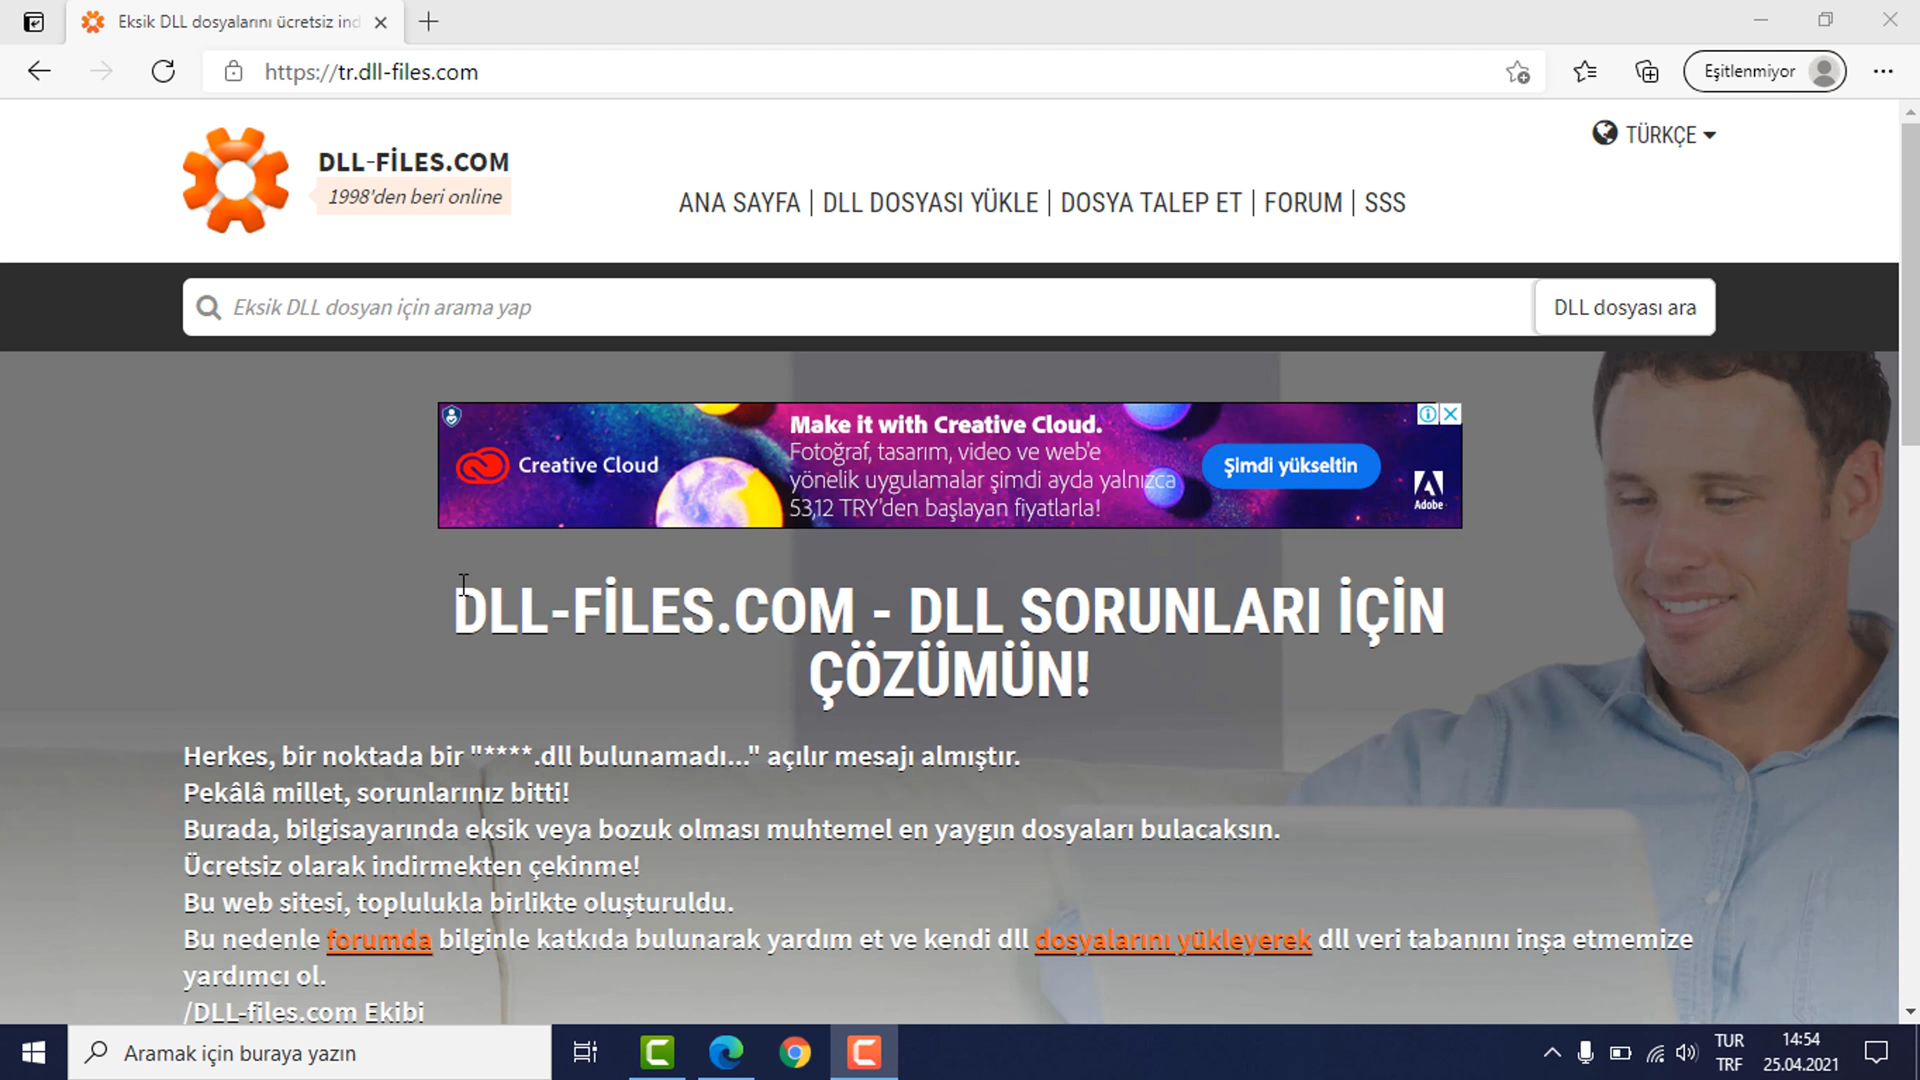 Eksik DLL dosyalarını ücretsiz ind
https://tr.dll-files.com
Eşitlenmiyor
TÜRKÇE
DLL-FİLES.COM
1998'den beri online
ANA SAYFA | DLL DOSYASI YÜKLE | DOSYA TALEP ET | FORUM | SSS
Eksik DLL dosyan için arama yap
DLL dosyası ara
Creative Cloud
Make it with Creative Cloud.
Fotoğraf, tasarım, video ve web'e
yönelik uygulamalar şimdi ayda yalnızca
53,12 TRY'den başlayan fiyatlarla!
Şimdi yükseltin
Adobe
DLL-FİLES.COM - DLL SORUNLARI İÇİN
ÇÖZÜMÜN!
Herkes, bir noktada bir "****.dll bulunamadı..." açılır mesajı almıştır.
Pekâlâ millet, sorunlarınız bitti!
Burada, bilgisayarında eksik veya bozuk olması muhtemel en yaygın dosyaları bulacaksın.
Ücretsiz olarak indirmekten çekinme!
Bu web sitesi, toplulukla birlikte oluşturuldu.
Bu nedenle forumda bilginle katkıda bulunarak yardım et ve kendi dll dosyalarını yükleyerek dll veri tabanını inşa etmemize
yardımcı ol.
/DLL-files.com Ekibi
Aramak için buraya yazın
TUR
TRF
14:54
25.04.2021